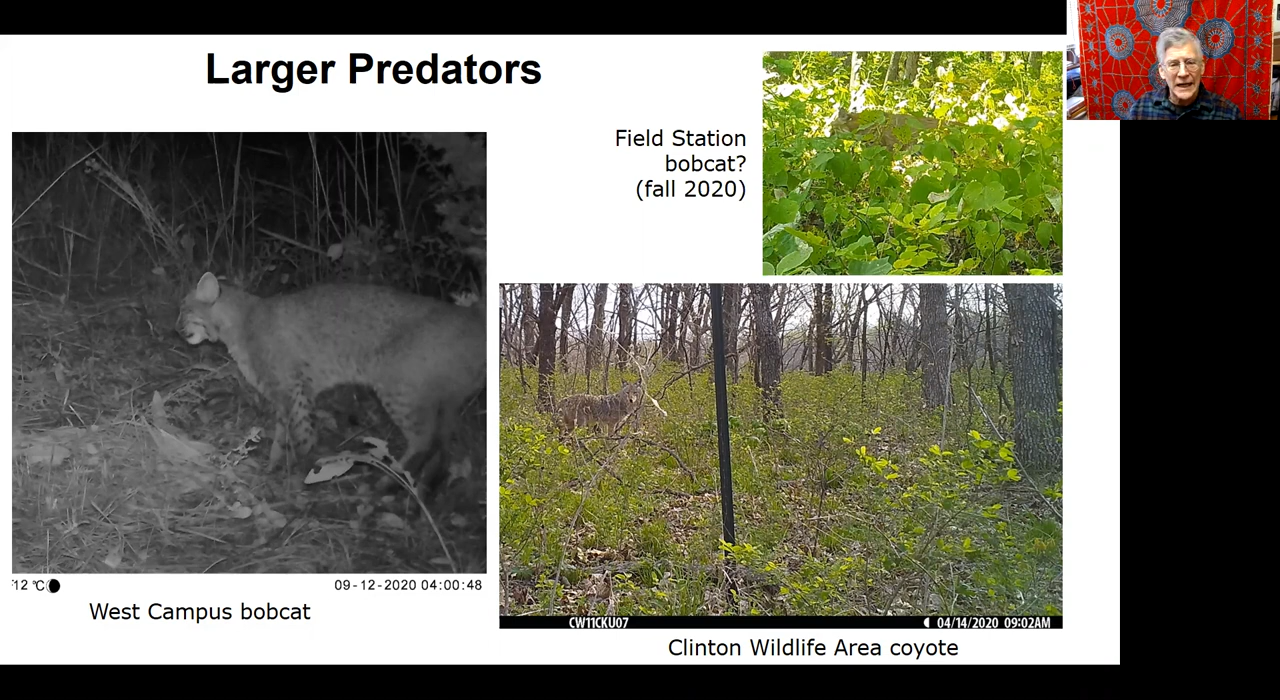 Larger Predators
Field Station
bobcat?
(fall 2020)
12 °C
09-12-2020 04:00:48
West Campus bobcat
CW11CKU07
04/14/2020 09:02AM
Clinton Wildlife Area coyote